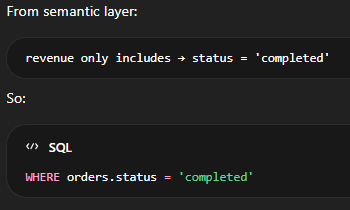 From semantic layer:
revenue only includes → status = 'completed'
So:
</> SQL
WHERE orders.status = 'completed'